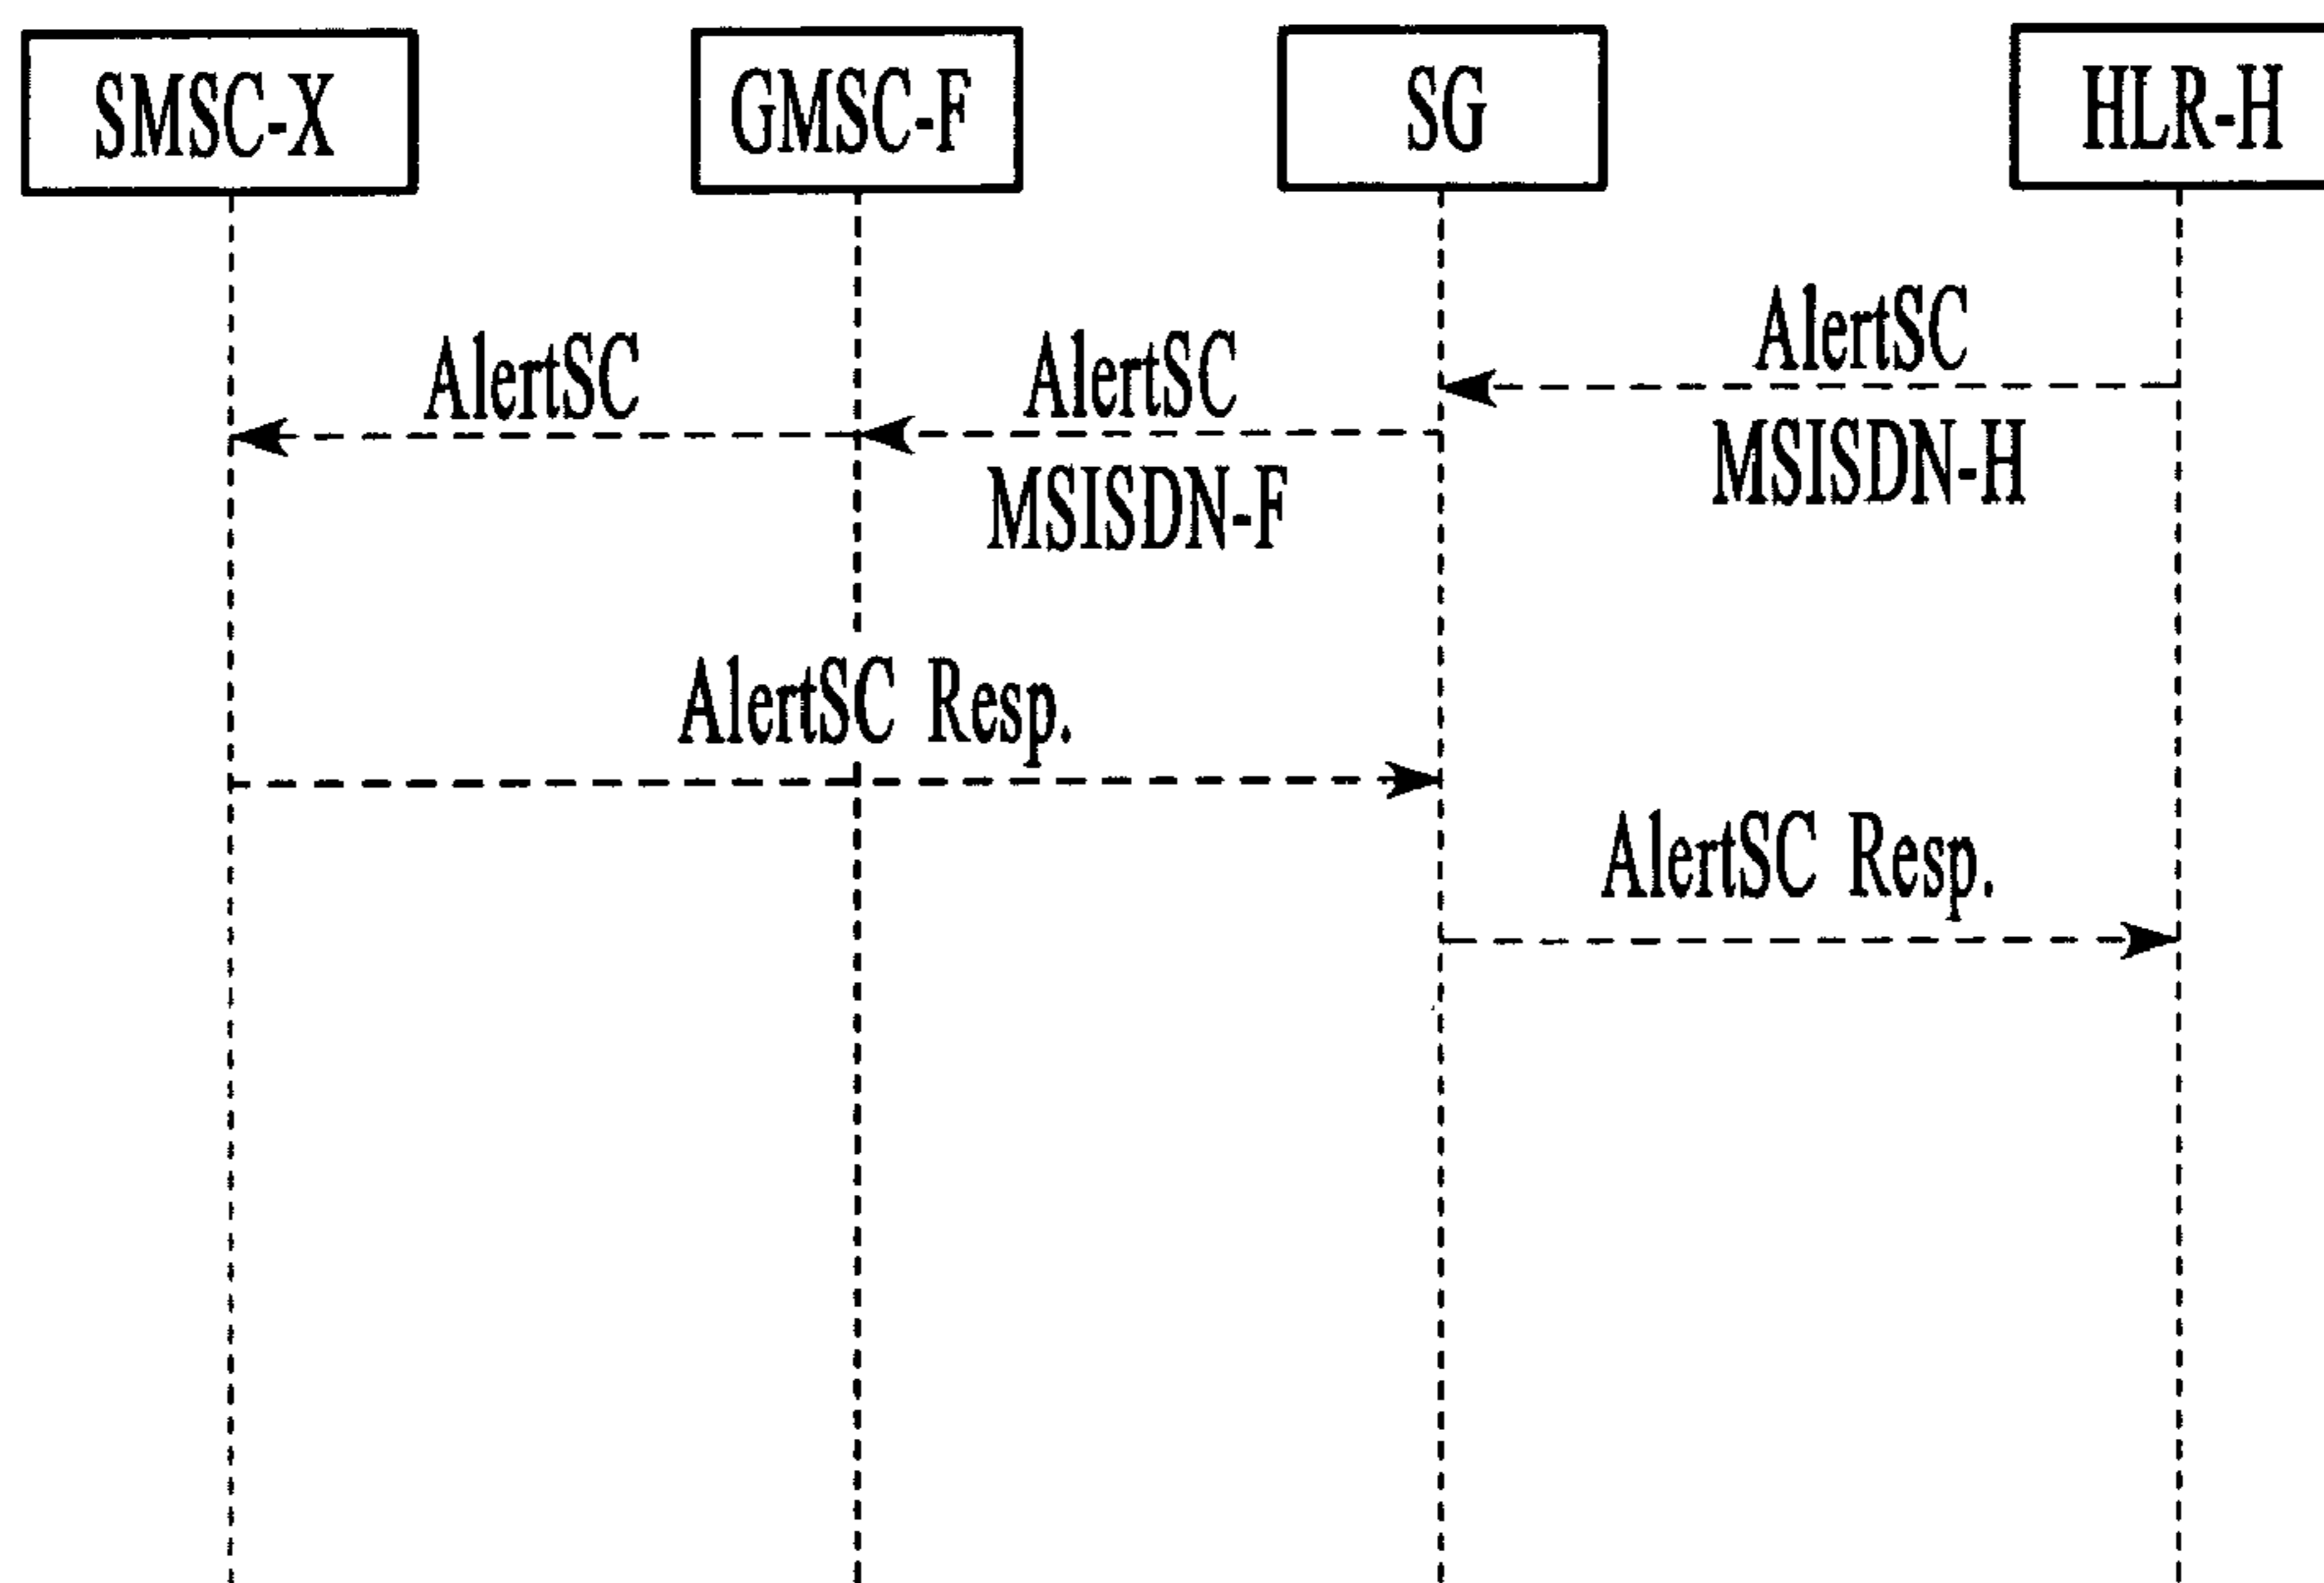 SMSC-X
GMSC-F
SG
HLR-H
AlertSC
MSISDN-H
AlertSC
AlertSC
MSISDN-F
AlertSC Resp.
AlertSC Resp.